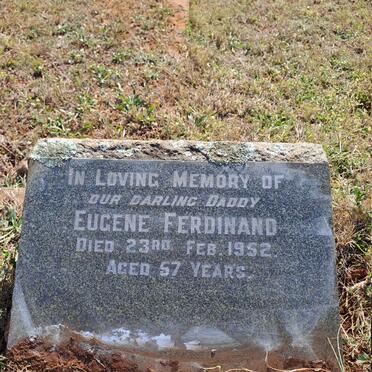 IN LOVING MEMORY OF
OUR DARLING DADDY
EUGENE FERDINAND
DIED 23RD FEB. 1952.
AGED 57 YEARS.